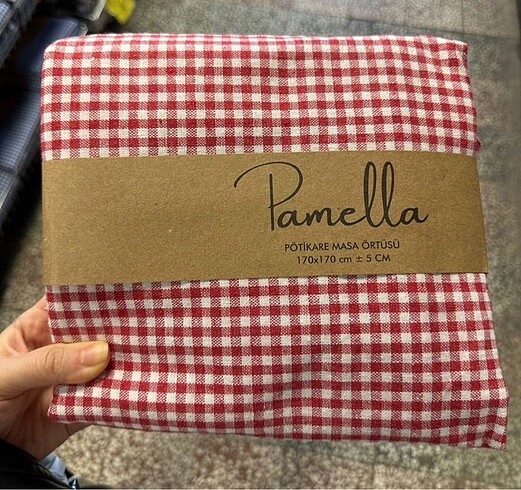 Pamella
PÖTİKARE MASA ÖRTÜSÜ
170x170 cm ± 5 CM